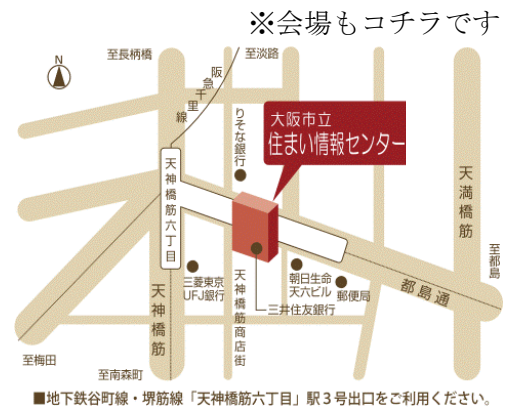 ※会場もコチラです
至長柄橋
至淡路
N
阪急千里線
りそな銀行
大阪市立
住まい情報センター
天神橋筋六丁目
天満橋筋
至都島
三菱東京
UFJ銀行
朝日生命
天六ビル
郵便局
都島通
三井住友銀行
天神橋筋
天神橋筋商店街
至梅田
至南森町
■地下鉄谷町線・堺筋線「天神橋筋六丁目」駅3号出口をご利用ください。